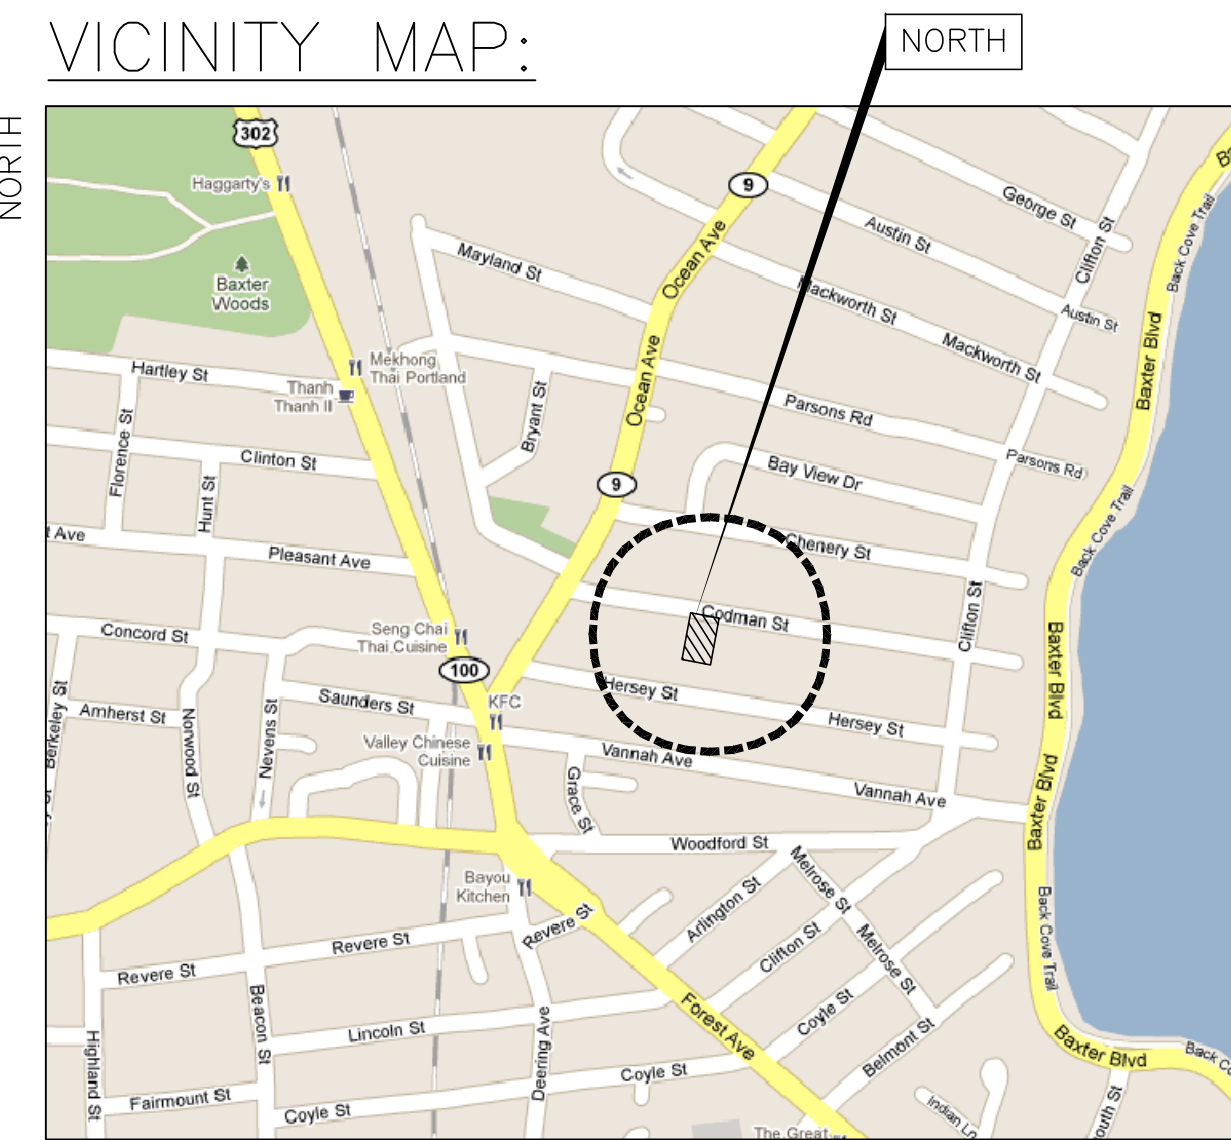 VICINITY MAP:
NORTH
NORTH
302
Haggarty's
9
George St
Austin St
Clifton St
Back Cove Trail
Ocean Ave
Mayland St
Baxter
Woods
Mackworth St
Austin St
Mackworth St
Baxter Blvd
Hartley St
Mekhong
Thai Portland
Thanh
Thanh II
Ocean Ave
Bryant St
Parsons Rd
Florence St
Clinton St
Hunt St
Bay View Dr
Parsons Rd
9
Back Cove Trail
t Ave
Pleasant Ave
Chenery St
Clifton St
Concord St
Seng Chai
Thai Cuisine
Codman St
100
Baxter Blvd
Berkeley St
Amherst St
Norwood St
Nevens St
Saunders St
KFC
Hersey St
Hersey St
Valley Chinese
Cuisine
Vannah Ave
Grace St
Vannah Ave
Baxter Blvd
Woodford St
Bayou
Kitchen
Melrose St
Arlington St
Revere St
Revere St
Revere St
Clifton St
Melrose St
Back Cove Trail
Beacon St
Lincoln St
Deering Ave
Forest Ave
Coyle St
Belmont St
Baxter Blvd
Highland St
Fairmount St
Coyle St
Coyle St
Indian Ln
outh St
Back Co
The Great